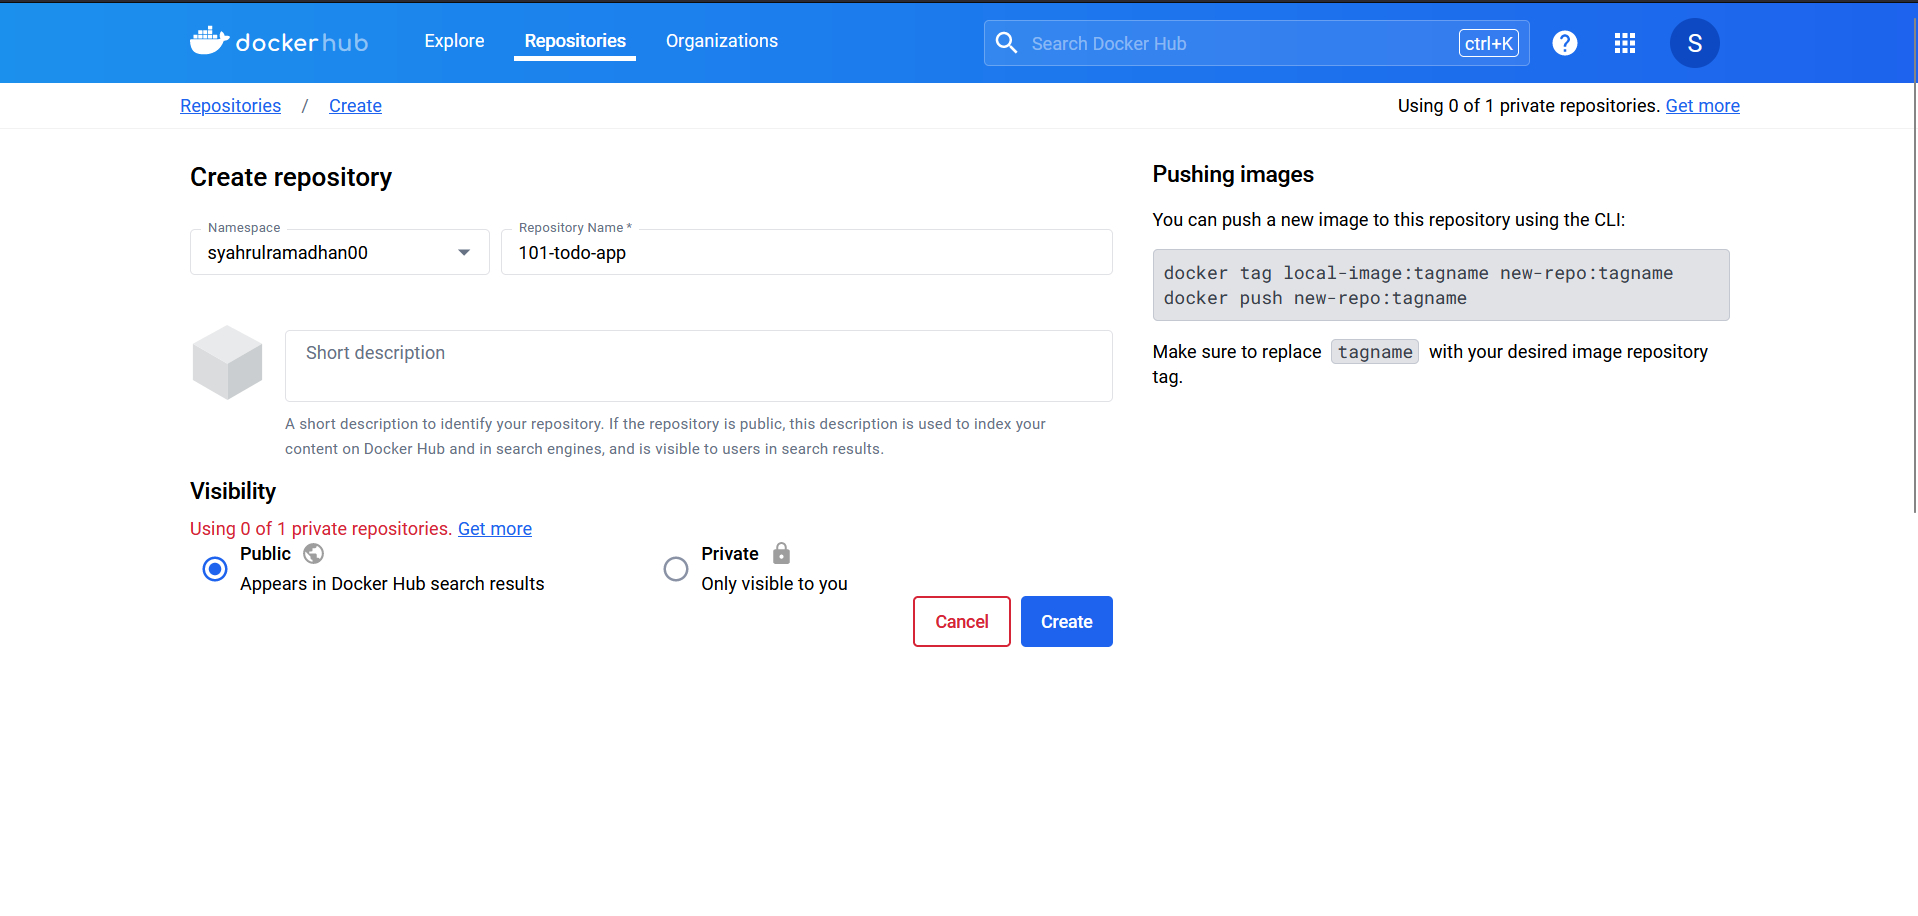 dockerhub
Explore
Repositories
Organizations
Search Docker Hub
ctrl+K
?
S
Repositories / Create
Using 0 of 1 private repositories. Get more
Create repository
Namespace
syahrulramadhan00
Repository Name *
101-todo-app
Short description
A short description to identify your repository. If the repository is public, this description is used to index your
content on Docker Hub and in search engines, and is visible to users in search results.
Visibility
Using 0 of 1 private repositories. Get more
Public
Appears in Docker Hub search results
Private
Only visible to you
Cancel
Create
Pushing images
You can push a new image to this repository using the CLI:
docker tag local-image:tagname new-repo:tagname
docker push new-repo:tagname
Make sure to replace tagname with your desired image repository
tag.